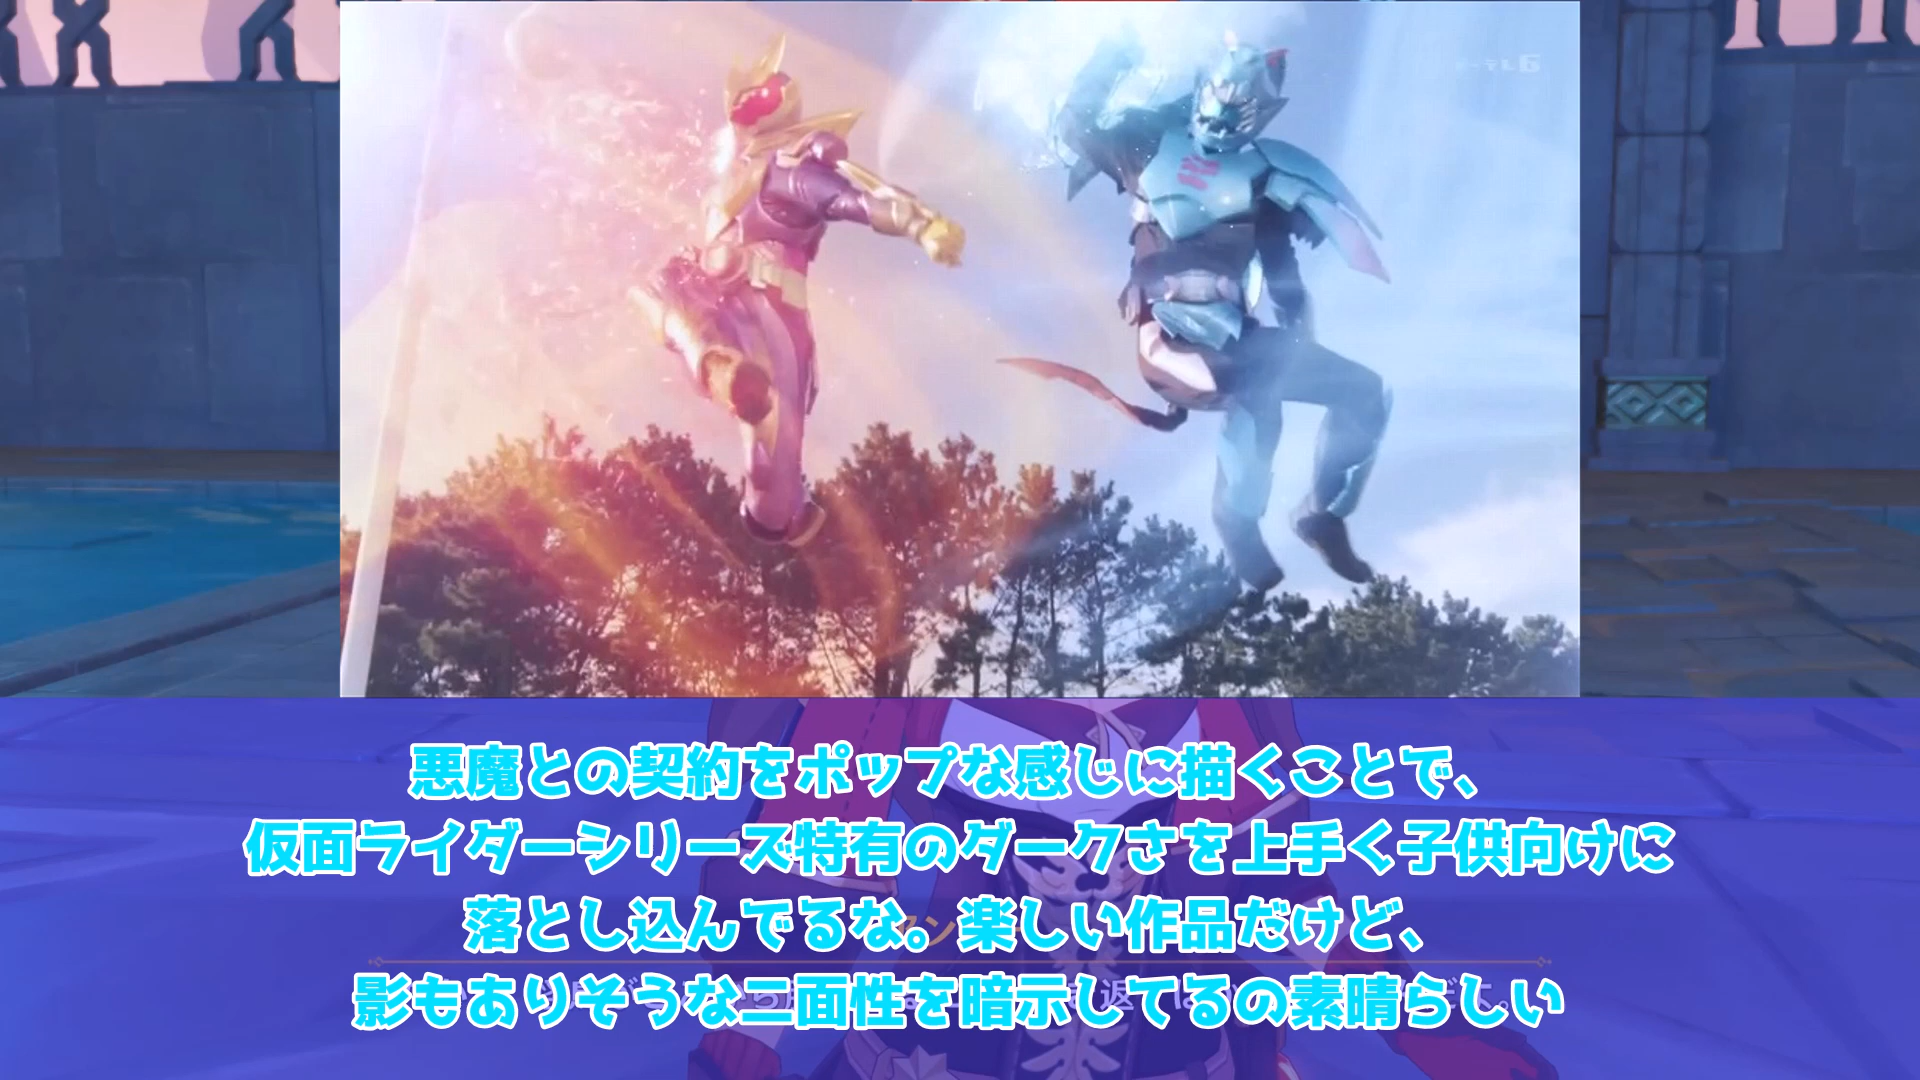 悪魔との契約をポップな感じに描くことで、
仮面ライダーシリーズ特有のダークさを上手く子供向けに
落とし込んでるな。楽しい作品だけど、
影もありそうな二面性を暗示してるの素晴らしい